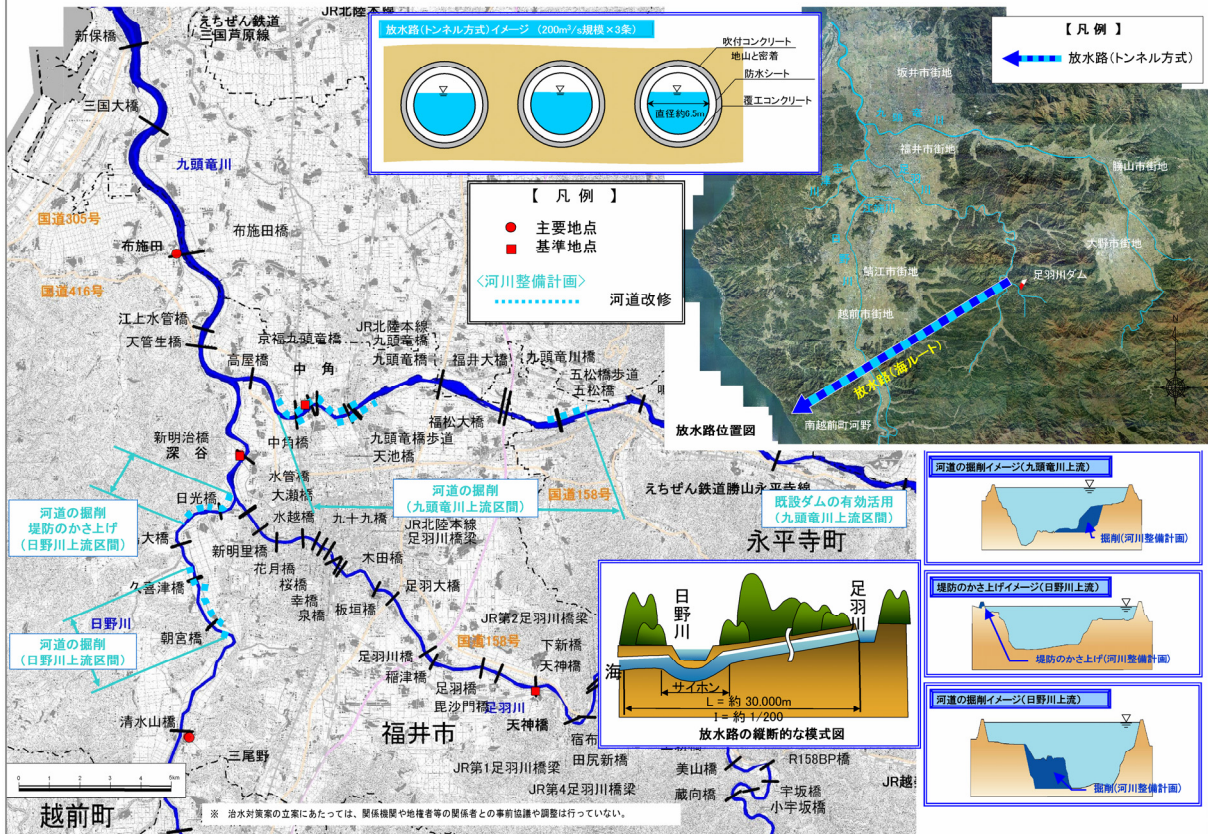 JR北陸本線
えちぜん鉄道
三国芦原線
新保橋
三国大橋
九頭竜川
国道305号
布施田
布施田橋
国道416号
江上水管橋
天管生橋
高屋橋
京福九頭竜橋
中角
JR北陸本線
九頭竜橋
九頭竜橋
福井大橋
九頭竜川橋
五松橋歩道
五松橋
中角橋
九頭竜橋歩道
天池橋
福松大橋
新明治橋
深谷
水管橋
大瀬橋
日光橋
水越橋
九十九橋
JR北陸本線
足羽川橋梁
国道158号
えちぜん鉄道勝山永平寺線
永平寺町
河道の掘削
堤防のかさ上げ
(日野川上流区間)
河道の掘削
(九頭竜川上流区間)
既設ダムの有効活用
(九頭竜川上流区間)
大橋
新明里橋
花月橋
桜橋
幸橋
泉橋
木田橋
板垣橋
足羽大橋
久喜津橋
日野川
朝宮橋
河道の掘削
(日野川上流区間)
JR第2足羽川橋梁
国道158号
下新橋
天神橋
足羽川橋
稲津橋
足羽橋
毘沙門橋
足羽川
天神橋
清水山橋
三尾野
福井市
宿布
田尻新橋
JR第1足羽川橋梁
JR第4足羽川橋梁
美山橋
蔵向橋
R158BP橋
宇坂橋
小宇坂橋
JR越
越前町
0 1 2 3 4 5km
※ 治水対策案の立案にあたっては、関係機関や地権者等の関係者との事前協議や調整は行っていない。
放水路(トンネル方式)イメージ (200m³/s規模×3条)
吹付コンクリート
地山と密着
防水シート
覆工コンクリート
直径約6.5m
【 凡 例 】
主要地点
基準地点
<河川整備計画>
河道改修
【 凡 例 】
放水路(トンネル方式)
坂井市街地
九頭竜川
福井市街地
勝山市街地
大野市街地
足羽川ダム
鯖江市街地
越前市街地
放水路(海ルート)
南越前町河野
放水路位置図
日野川
足羽川
海
サイホン
L = 約 30.000m
I = 約 1/200
放水路の縦断的な模式図
河道の掘削イメージ(九頭竜川上流)
掘削(河川整備計画)
堤防のかさ上げイメージ(日野川上流)
堤防のかさ上げ(河川整備計画)
河道の掘削イメージ(日野川上流)
掘削(河川整備計画)